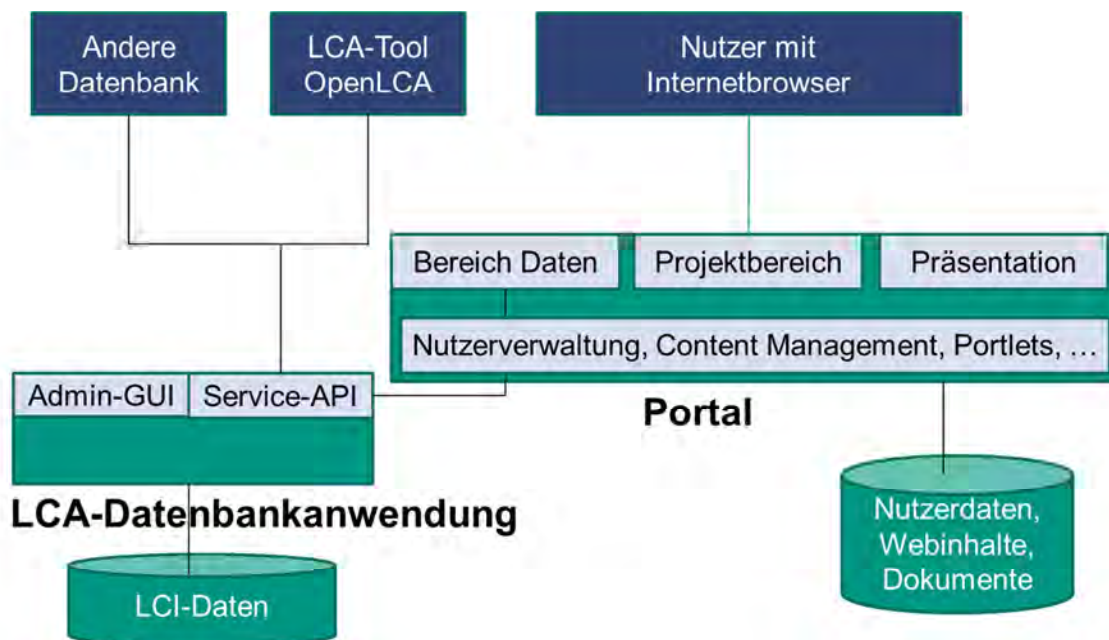 Andere
Datenbank
LCA-Tool
OpenLCA
Nutzer mit
Internetbrowser
Bereich Daten
Projektbereich
Präsentation
Nutzerverwaltung, Content Management, Portlets, …
Admin-GUI
Service-API
Portal
LCA-Datenbankanwendung
Nutzerdaten,
Webinhalte,
Dokumente
LCI-Daten